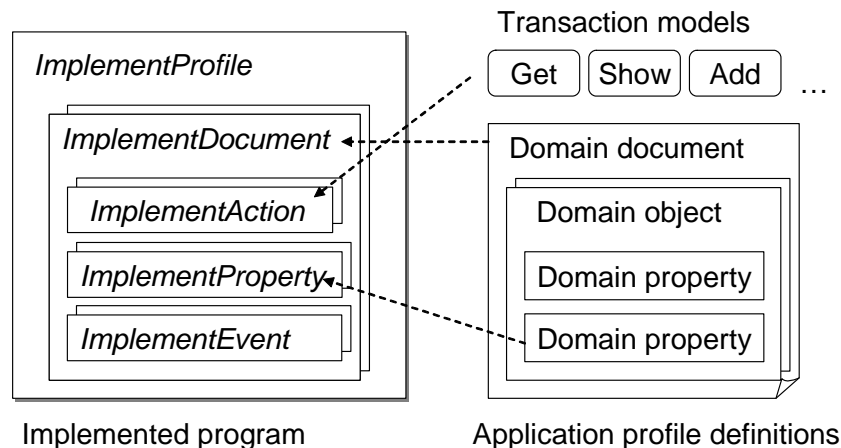 Transaction models
ImplementProfile
Get Show Add ...
ImplementDocument
Domain document
ImplementAction
Domain object
ImplementProperty
Domain property
ImplementEvent
Domain property
Implemented program
Application profile definitions